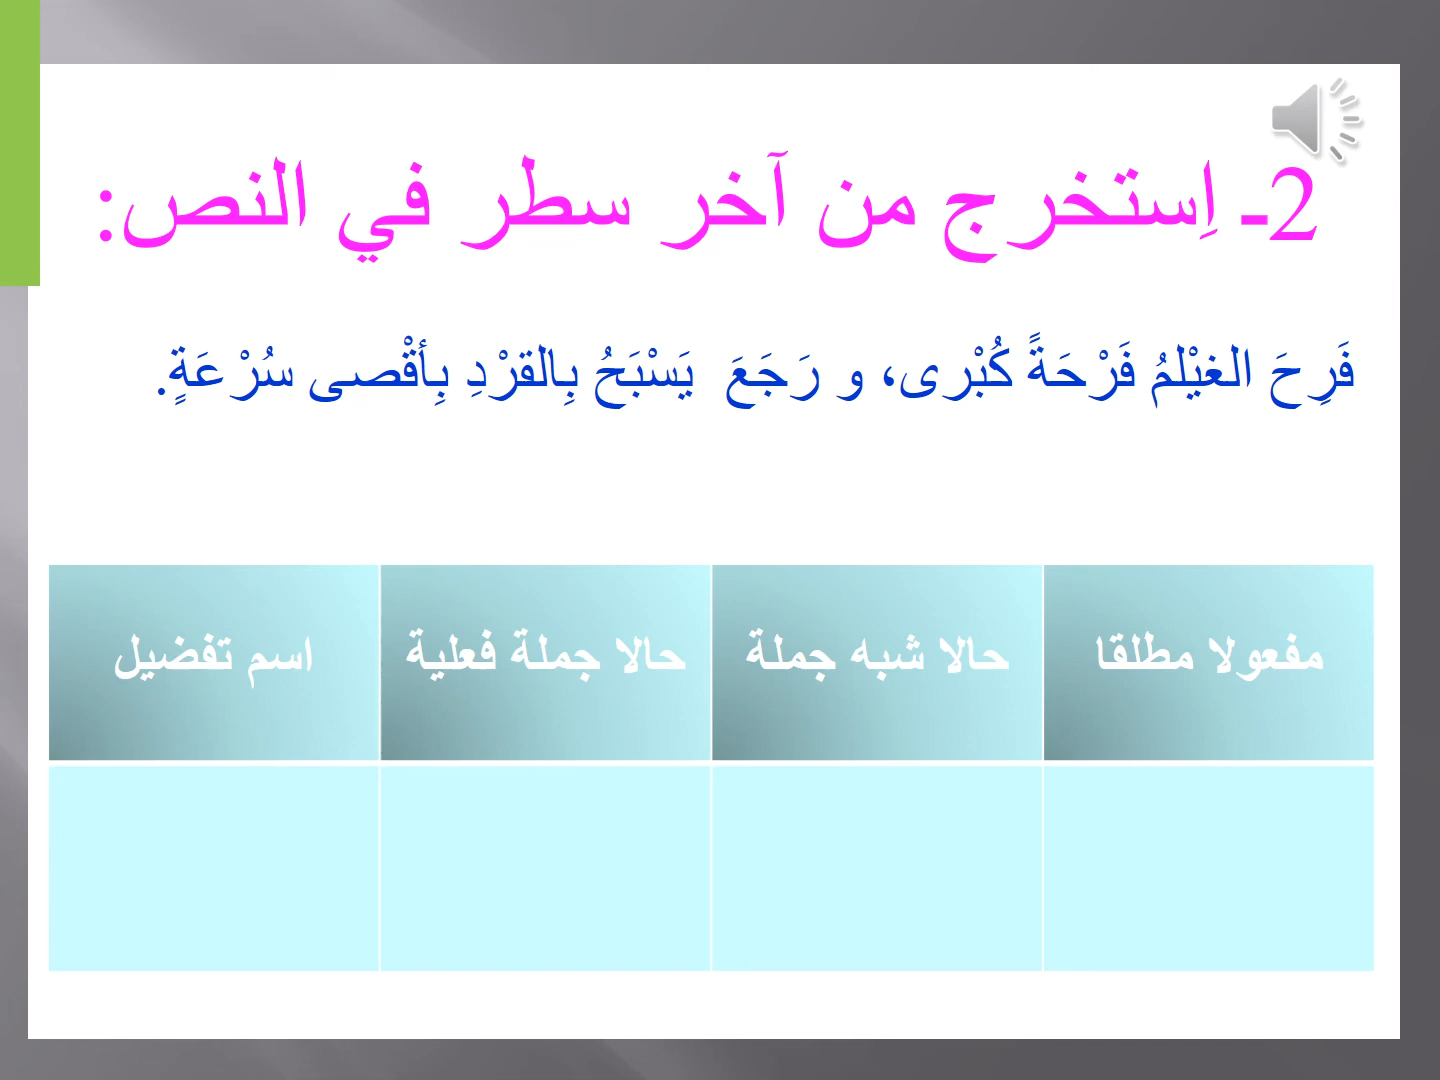 2- اِستخرج من آخر سطر في النص:
فَرِحَ الغيْلمُ فَرْحَةً كُبْرى، و رَجَعَ يَسْبَحُ بِالقرْدِ بِأقْصى سُرْعَةٍ.
مفعولا مطلقا حالا شبه جملة حالا جملة فعلية اسم تفضيل